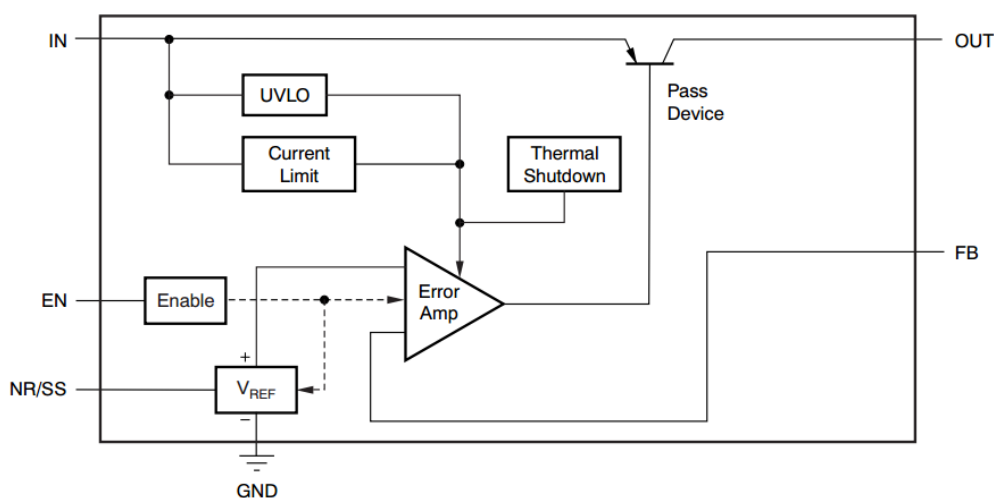 IN
OUT
UVLO
Pass
Device
Current
Limit
Thermal
Shutdown
FB
EN
Enable
Error
Amp
+
NR/SS
VREF
−
GND